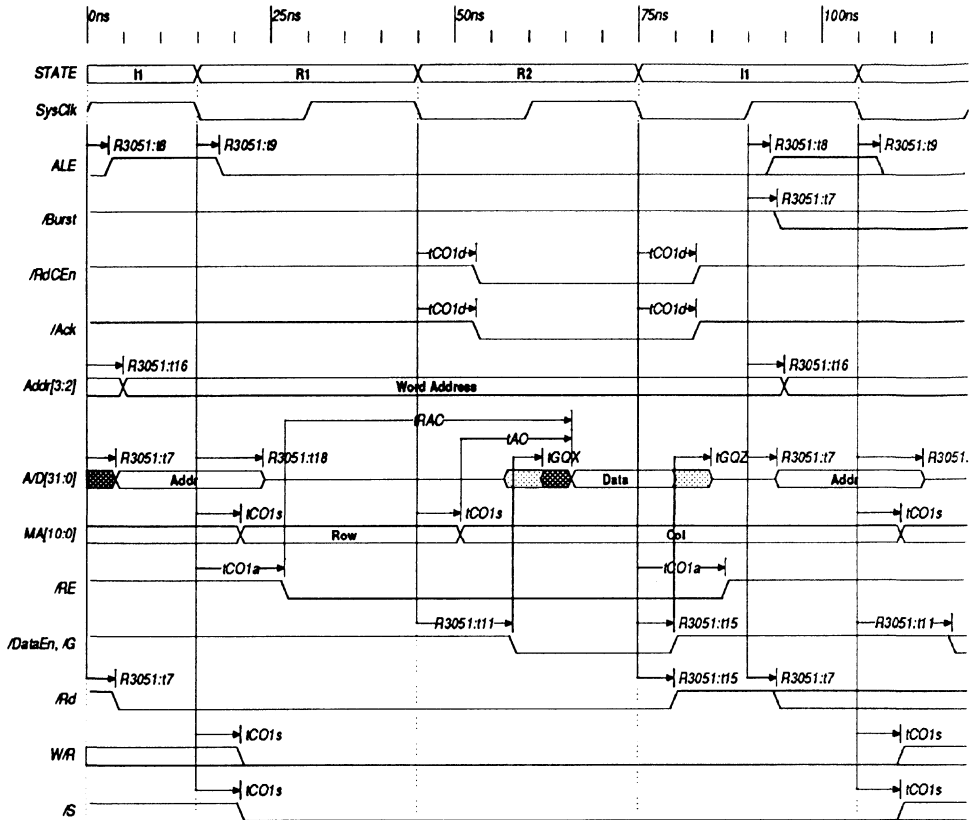 0ns 25ns 50ns 75ns 100ns
STATE I1 R1 R2 I1
SysClk
R3051:t8 R3051:t9 R3051:t8 R3051:t9
ALE
R3051:t7
/Burst
tCO1d tCO1d
/RdCEn
tCO1d tCO1d
/Ack
R3051:t16 R3051:t16
Addr[3:2] Word Address
tRAC
tAO
R3051:t7 R3051:t18 tGQX tGQZ R3051:t7 R3051.
A/D[31:0] Addr Data Addr
tCO1s tCO1s tCO1s
MA[10:0] Row Col
tCO1a tCO1a
/RE
R3051:t11 R3051:t15 R3051:t11
/DataEn, /G
R3051:t7 R3051:t15 R3051:t7
/Rd
tCO1s tCO1s
W/R
tCO1s tCO1s
/S